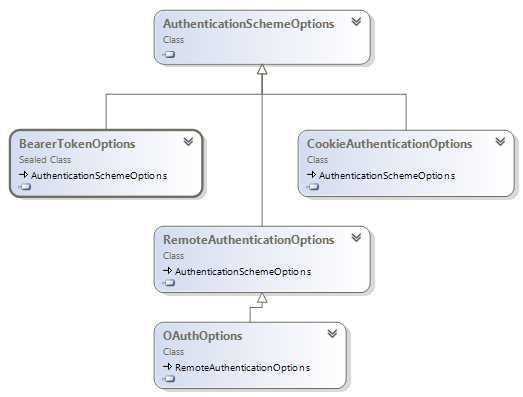 AuthenticationSchemeOptions
Class
BearerTokenOptions
Sealed Class
AuthenticationSchemeOptions
CookieAuthenticationOptions
Class
AuthenticationSchemeOptions
RemoteAuthenticationOptions
Class
AuthenticationSchemeOptions
OAuthOptions
Class
RemoteAuthenticationOptions